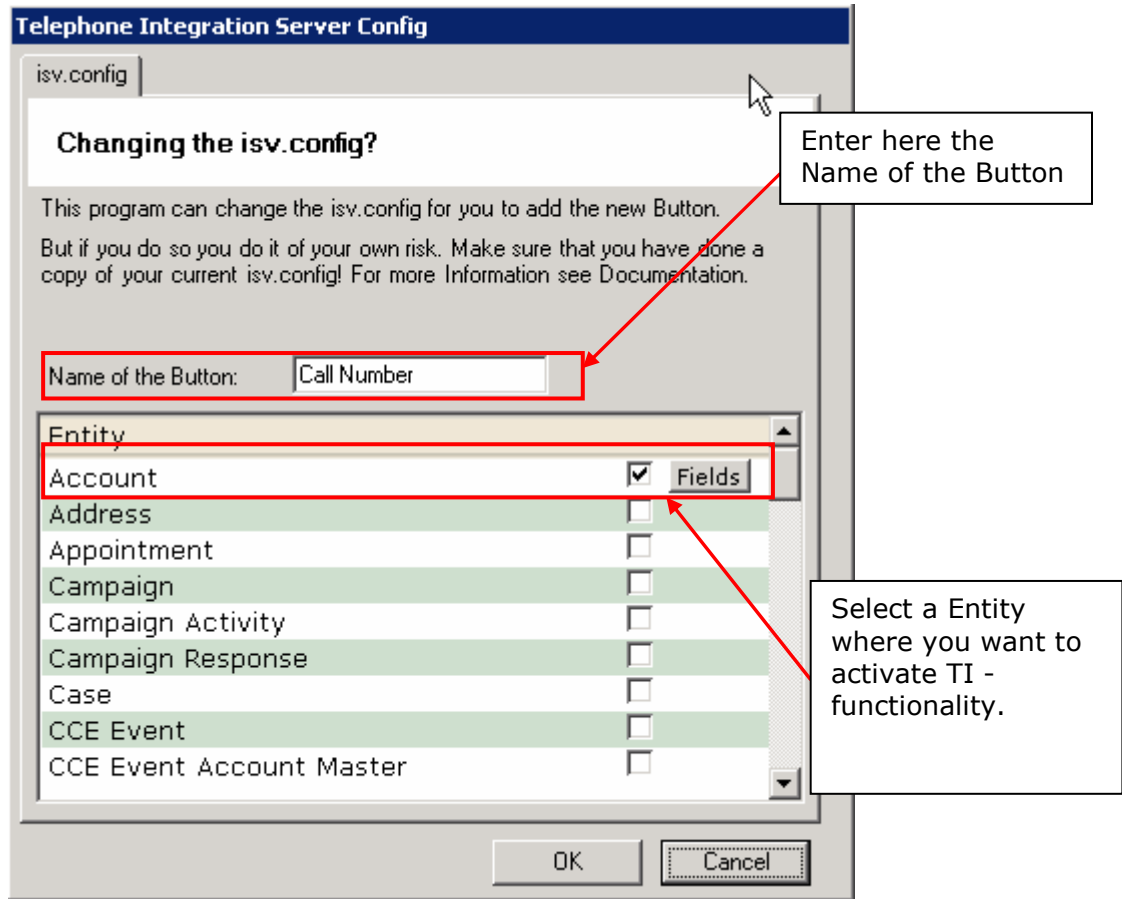 Telephone Integration Server Config
isv.config
Changing the isv.config?
Enter here the
Name of the Button
This program can change the isv.config for you to add the new Button.
But if you do so you do it of your own risk. Make sure that you have done a
copy of your current isv.config! For more Information see Documentation.
Name of the Button:
Call Number
Entity
Account
Fields
Address
Appointment
Campaign
Campaign Activity
Campaign Response
Case
CCE Event
CCE Event Account Master
Select a Entity
where you want to
activate TI -
functionality.
OK
Cancel